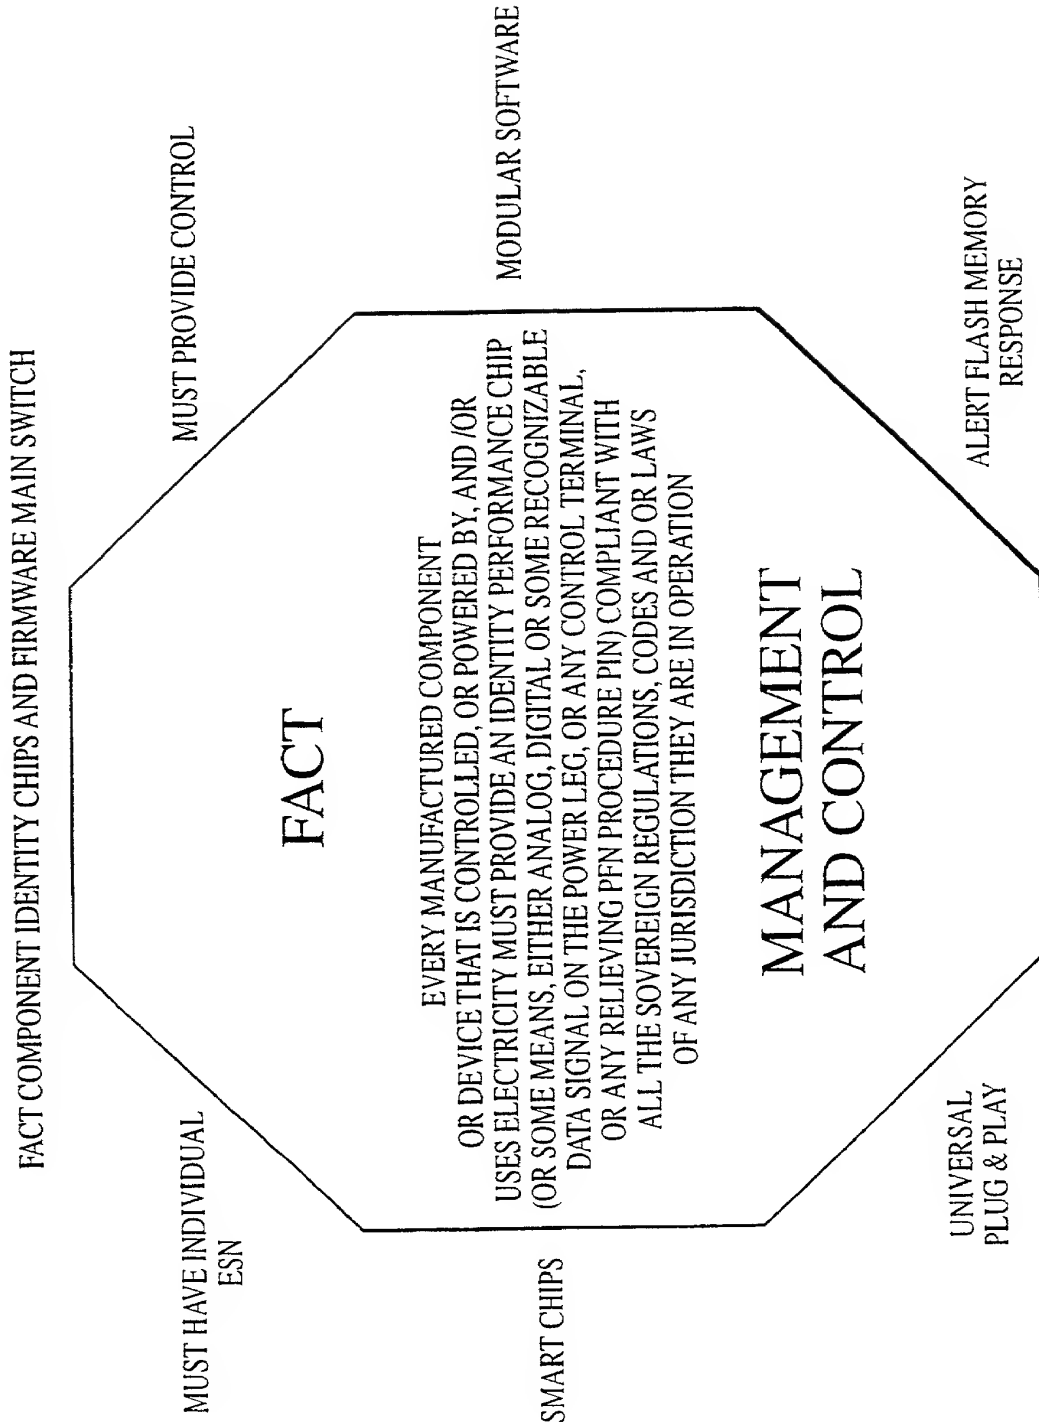 FACT COMPONENT IDENTITY CHIPS AND FIRMWARE MAIN SWITCH
MUST HAVE INDIVIDUAL
ESN
MUST PROVIDE CONTROL
FACT
EVERY MANUFACTURED COMPONENT
OR DEVICE THAT IS CONTROLLED, OR POWERED BY, AND /OR
USES ELECTRICITY MUST PROVIDE AN IDENTITY PERFORMANCE CHIP
(OR SOME MEANS, EITHER ANALOG, DIGITAL OR SOME RECOGNIZABLE
DATA SIGNAL ON THE POWER LEG, OR ANY CONTROL TERMINAL,
OR ANY RELIEVING PFN PROCEDURE PIN) COMPLIANT WITH
ALL THE SOVEREIGN REGULATIONS, CODES AND OR LAWS
OF ANY JURISDICTION THEY ARE IN OPERATION
SMART CHIPS
MODULAR SOFTWARE
MANAGEMENT
AND CONTROL
UNIVERSAL
PLUG & PLAY
ALERT FLASH MEMORY
RESPONSE